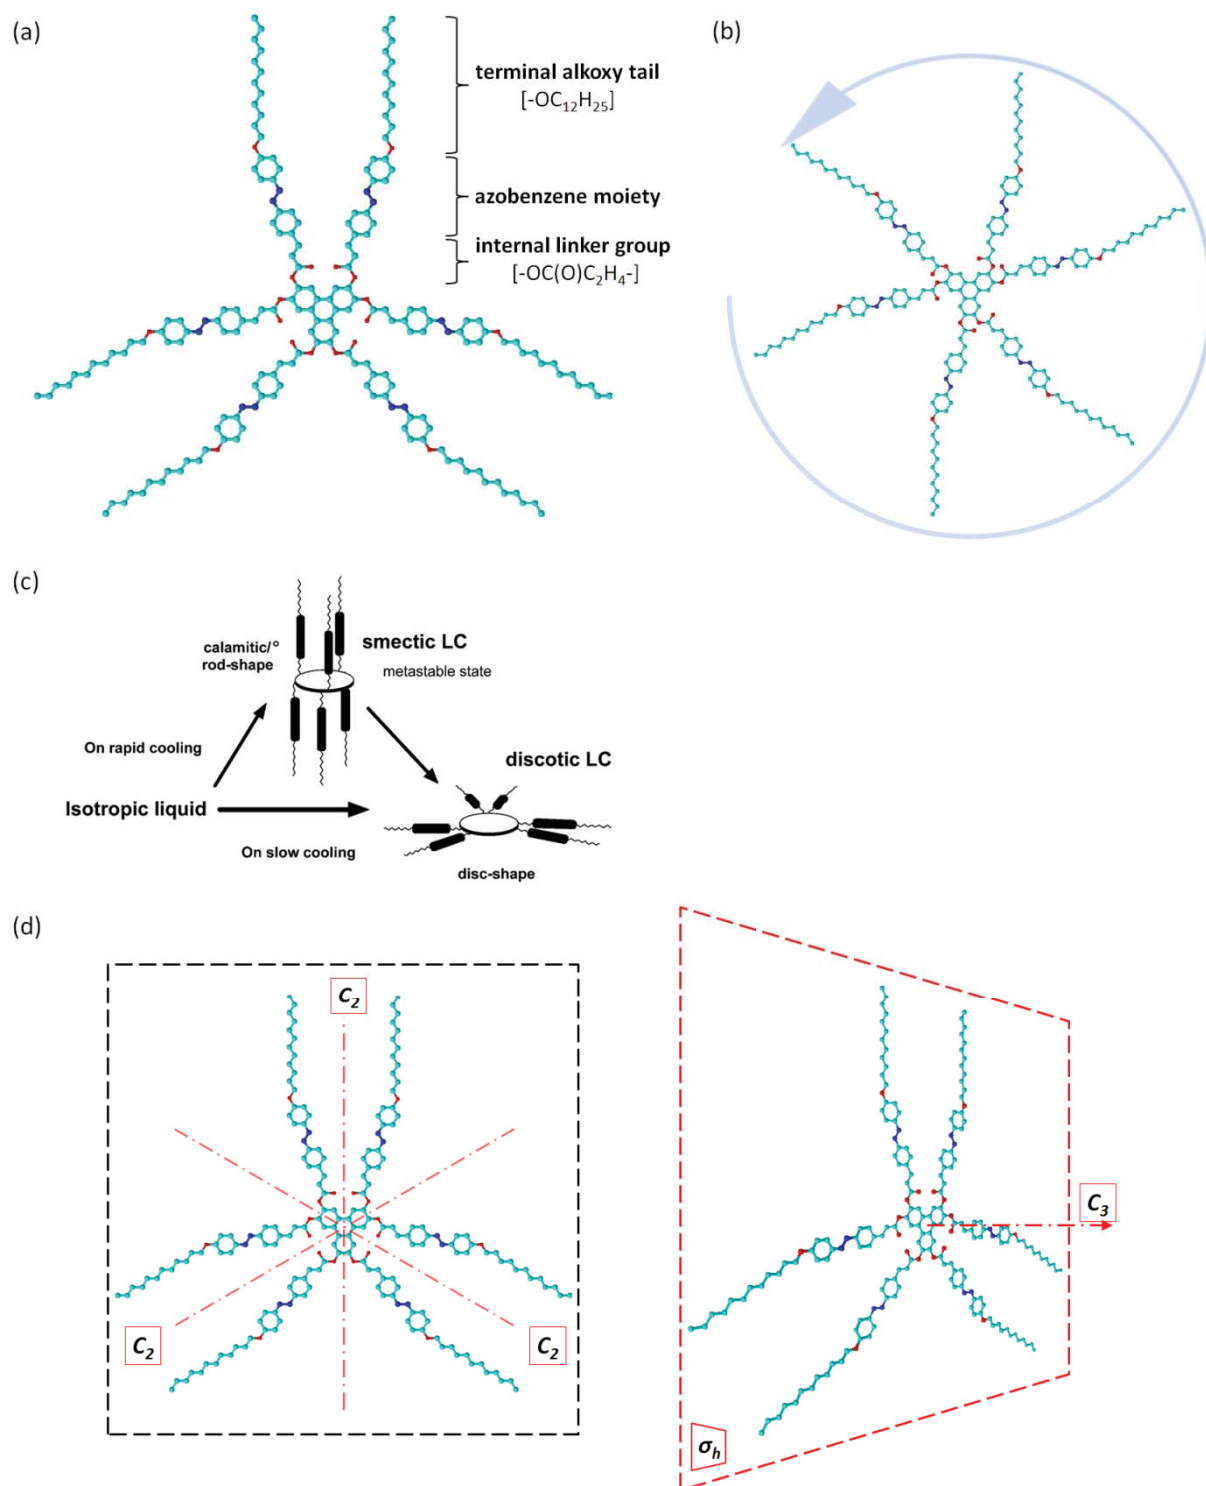 (a)
terminal alkoxy tail
[-OC₁₂H₂₅]
azobenzene moiety
internal linker group
[-OC(O)C₂H₄-]
(b)
(c)
calamitic/°
rod-shape
smectic LC
metastable state
On rapid cooling
discotic LC
Isotropic liquid
On slow cooling
disc-shape
(d)
C₂
C₂
C₂
C₃
σₕ